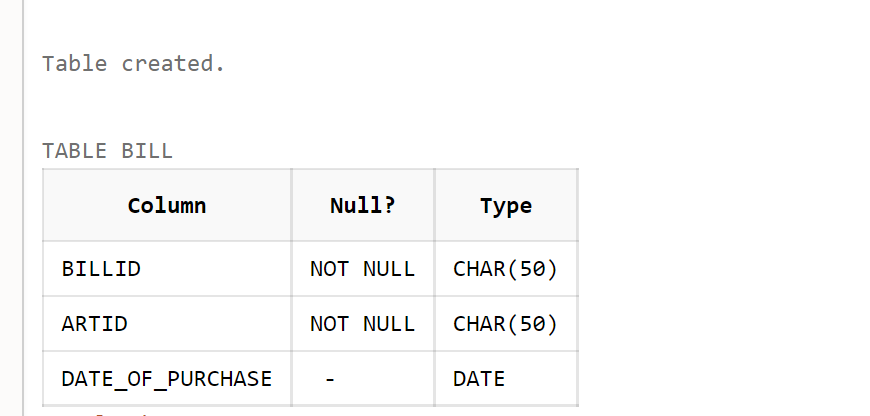 Table created.
TABLE BILL
Column Null? Type
BILLID NOT NULL CHAR(50)
ARTID NOT NULL CHAR(50)
DATE_OF_PURCHASE - DATE